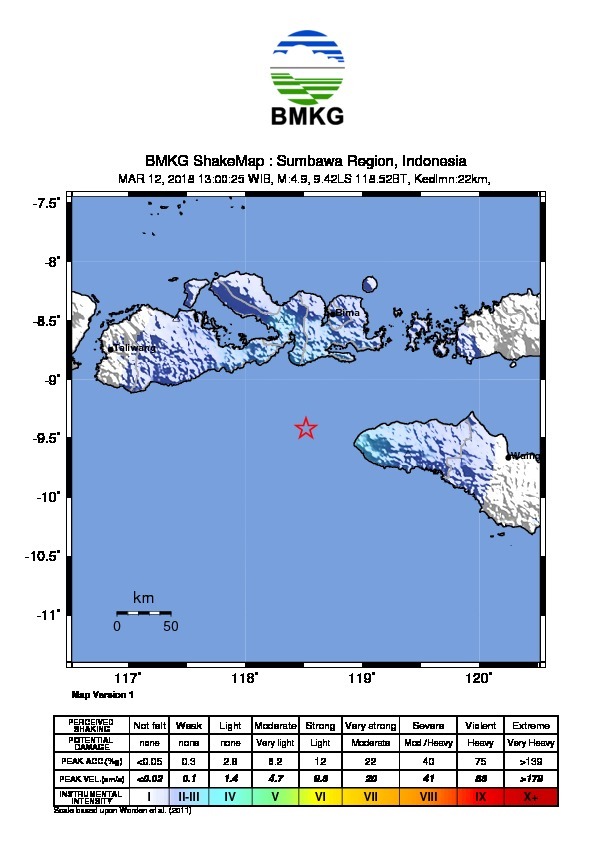 BMKG
BMKG ShakeMap : Sumbawa Region, Indonesia
MAR 12, 2018 13:00:25 WIB, M:4.9, 9.42LS 118.52BT, Kedlmn:22km,
-7.5°
-8°
-8.5°
-9°
-9.5°
-10°
-10.5°
-11°
Bima
Taliwang
Waing
km
0 50
117° 118° 119° 120°
Map Version 1
PERCEIVED SHAKING Not felt Weak Light Moderate Strong Very strong Severe Violent Extreme
POTENTIAL DAMAGE none none none Very light Light Moderate Mod./Heavy Heavy Very Heavy
PEAK ACC.(%g) <0.05 0.3 2.8 6.2 12 22 40 75 >139
PEAK VEL.(cm/s) <0.02 0.1 1.4 4.7 9.6 20 41 86 >178
INSTRUMENTAL INTENSITY I II-III IV V VI VII VIII IX X+
Scale based upon Worden et al. (2011)